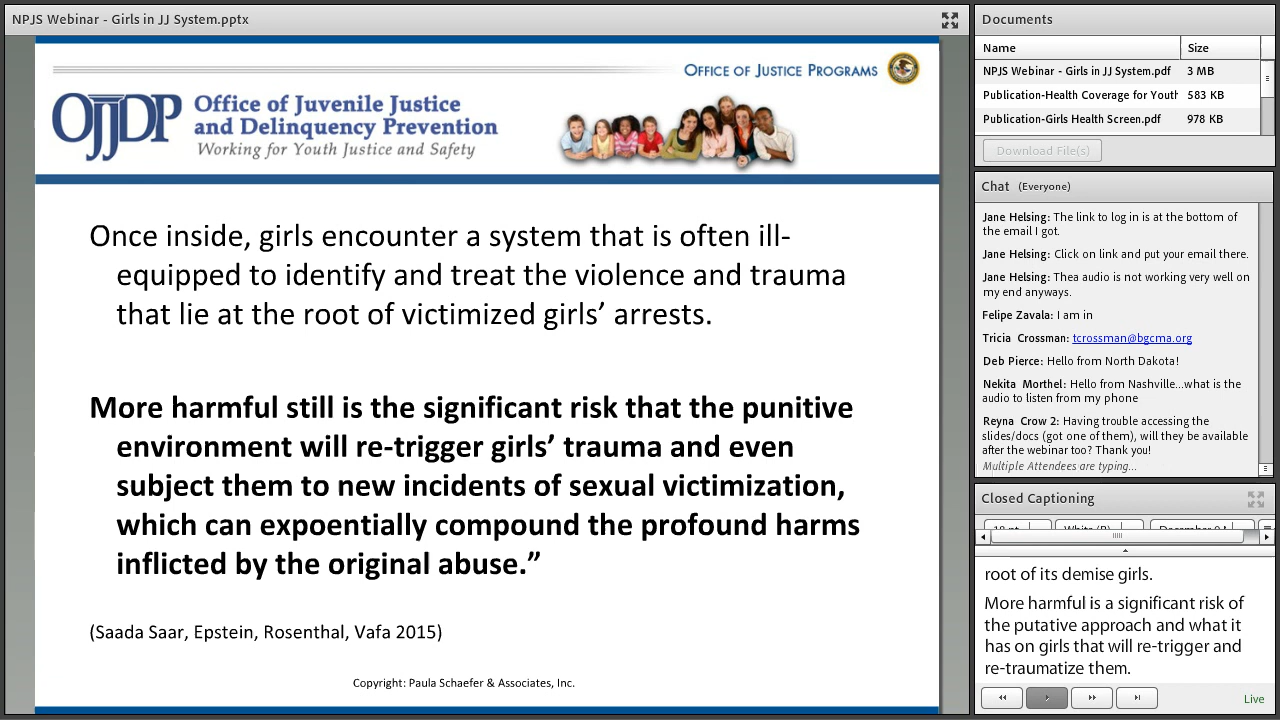 NPJS Webinar - Girls in JJ System.pptx
OFFICE OF JUSTICE PROGRAMS
OJJDP
Office of Juvenile Justice
and Delinquency Prevention
Working for Youth Justice and Safety
Once inside, girls encounter a system that is often ill-
equipped to identify and treat the violence and trauma
that lie at the root of victimized girls’ arrests.
More harmful still is the significant risk that the punitive
environment will re-trigger girls’ trauma and even
subject them to new incidents of sexual victimization,
which can expoentially compound the profound harms
inflicted by the original abuse.”
(Saada Saar, Epstein, Rosenthal, Vafa 2015)
Copyright: Paula Schaefer & Associates, Inc.
Documents
Name Size
NPJS Webinar - Girls in JJ System.pdf 3 MB
Publication-Health Coverage for Youth 583 KB
Publication-Girls Health Screen.pdf 978 KB
Download File(s)
Chat (Everyone)
Jane Helsing: The link to log in is at the bottom of
the email I got.
Jane Helsing: Click on link and put your email there.
Jane Helsing: Thea audio is not working very well on
my end anyways.
Felipe Zavala: I am in
Tricia Crossman: tcrossman@bgcma.org
Deb Pierce: Hello from North Dakota!
Nekita Morthel: Hello from Nashville...what is the
audio to listen from my phone
Reyna Crow 2: Having trouble accessing the
slides/docs (got one of them), will they be available
after the webinar too? Thank you!
Multiple Attendees are typing...
Closed Captioning
root of its demise girls.
More harmful is a significant risk of
the putative approach and what it
has on girls that will re-trigger and
re-traumatize them.
Live